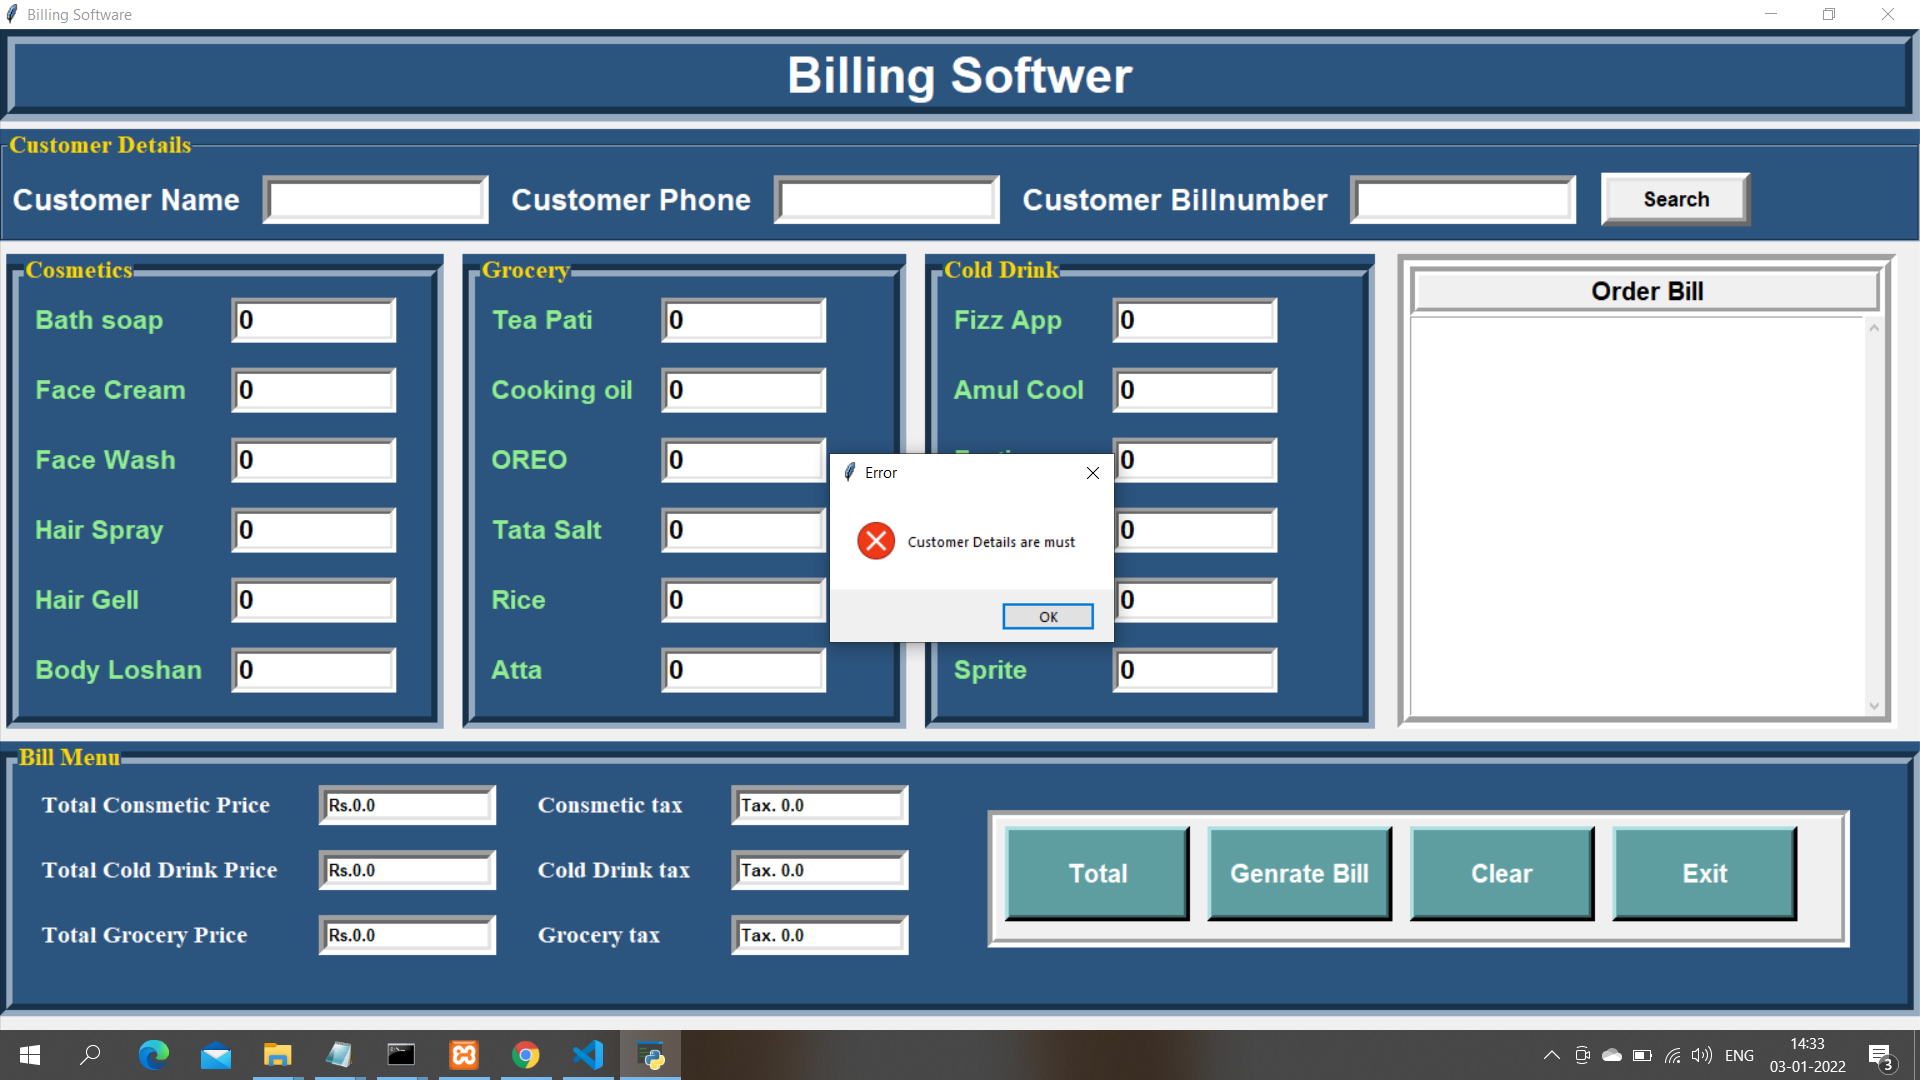 Billing Software
Billing Softwer
Customer Details
Customer Name
Customer Phone
Customer Billnumber
Search
Cosmetics
Bath soap 0
Face Cream 0
Face Wash 0
Hair Spray 0
Hair Gell 0
Body Loshan 0
Grocery
Tea Pati 0
Cooking oil 0
OREO 0
Tata Salt 0
Rice 0
Atta 0
Cold Drink
Fizz App 0
Amul Cool 0
0
0
0
Sprite 0
Order Bill
Error
Customer Details are must
OK
Bill Menu
Total Consmetic Price Rs.0.0 Consmetic tax Tax. 0.0
Total Cold Drink Price Rs.0.0 Cold Drink tax Tax. 0.0
Total Grocery Price Rs.0.0 Grocery tax Tax. 0.0
Total
Genrate Bill
Clear
Exit
ENG
14:33
03-01-2022
3